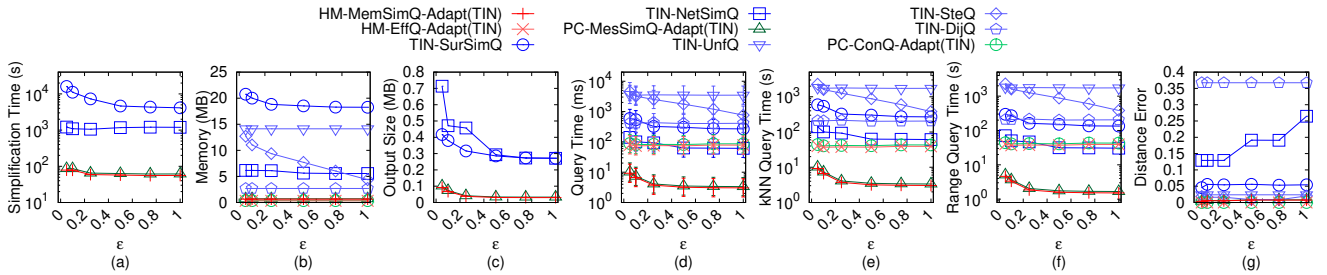 HM-MemSimQ-Adapt(TIN)
HM-EffQ-Adapt(TIN)
TIN-SurSimQ
TIN-NetSimQ
PC-MesSimQ-Adapt(TIN)
TIN-UnfQ
TIN-SteQ
TIN-DijQ
PC-ConQ-Adapt(TIN)
Simplification Time (s)
10^4
10^3
10^2
10^1
0 0.2 0.4 0.6 0.8 1
ε
(a)
Memory (MB)
25
20
15
10
5
0
0 0.2 0.4 0.6 0.8 1
ε
(b)
Output Size (MB)
0.8
0.7
0.6
0.5
0.4
0.3
0.2
0.1
0
0 0.2 0.4 0.6 0.8 1
ε
(c)
Query Time (ms)
10^4
10^3
10^2
10^1
10^0
0 0.2 0.4 0.6 0.8 1
ε
(d)
kNN Query Time (s)
10^3
10^2
10^1
10^0
0 0.2 0.4 0.6 0.8 1
ε
(e)
Range Query Time (s)
10^3
10^2
10^1
10^0
0 0.2 0.4 0.6 0.8 1
ε
(f)
Distance Error
0.4
0.35
0.3
0.25
0.2
0.15
0.1
0.05
0
0 0.2 0.4 0.6 0.8 1
ε
(g)